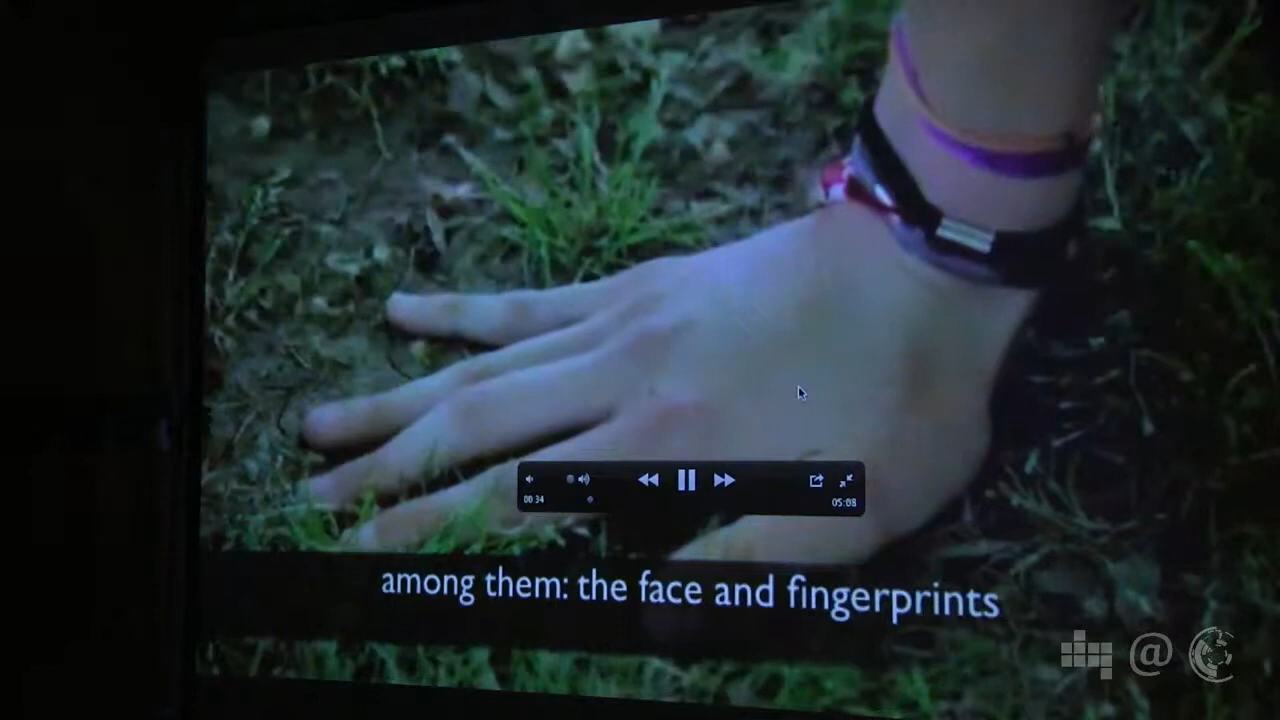 00 34
05:08
among them: the face and fingerprints
@